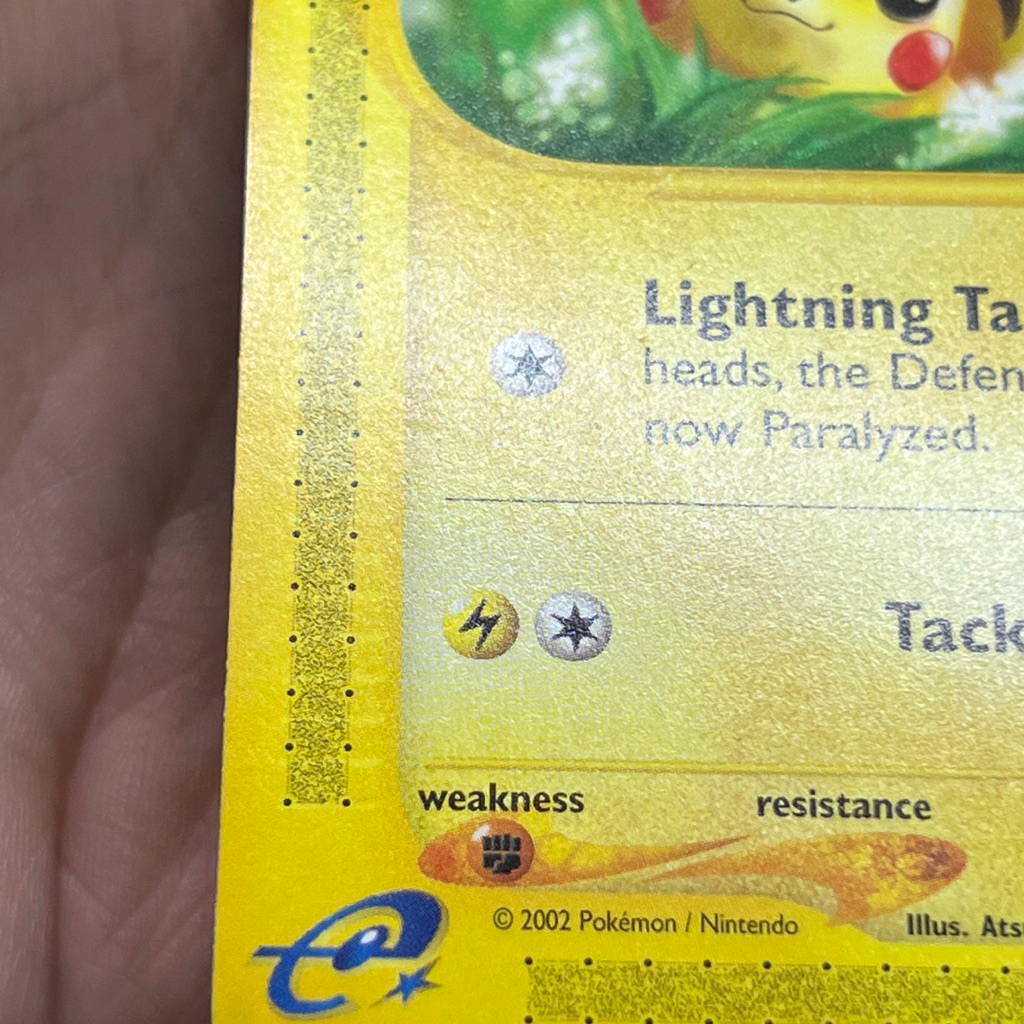 Lightning Ta
heads, the Defen
now Paralyzed.
Tack
weakness
resistance
© 2002 Pokémon / Nintendo
Illus. Ats
e